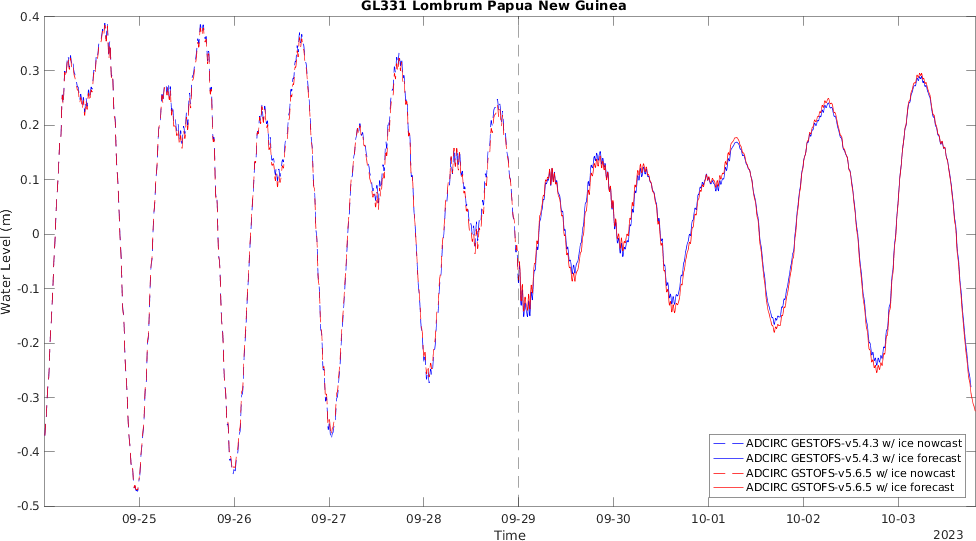 GL331 Lombrum Papua New Guinea
Water Level (m)
0.4
0.3
0.2
0.1
0
-0.1
-0.2
-0.3
-0.4
-0.5
ADCIRC GESTOFS-v5.4.3 w/ ice nowcast
ADCIRC GESTOFS-v5.4.3 w/ ice forecast
ADCIRC GSTOFS-v5.6.5 w/ ice nowcast
ADCIRC GSTOFS-v5.6.5 w/ ice forecast
09-25 09-26 09-27 09-28 09-29 09-30 10-01 10-02 10-03
Time
2023